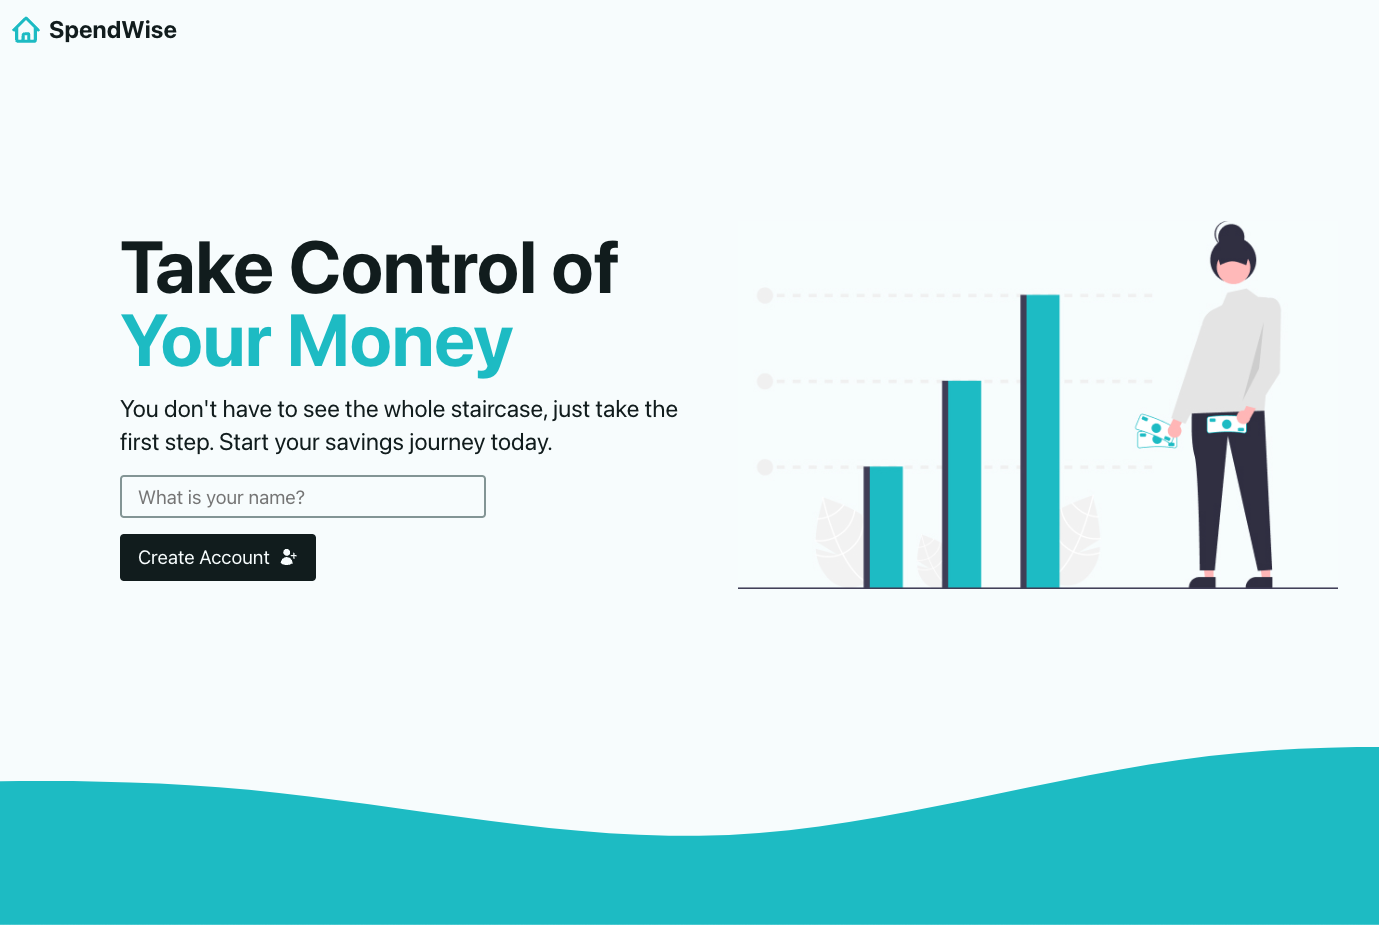 SpendWise
Take Control of
Your Money
You don't have to see the whole staircase, just take the
first step. Start your savings journey today.
What is your name?
Create Account